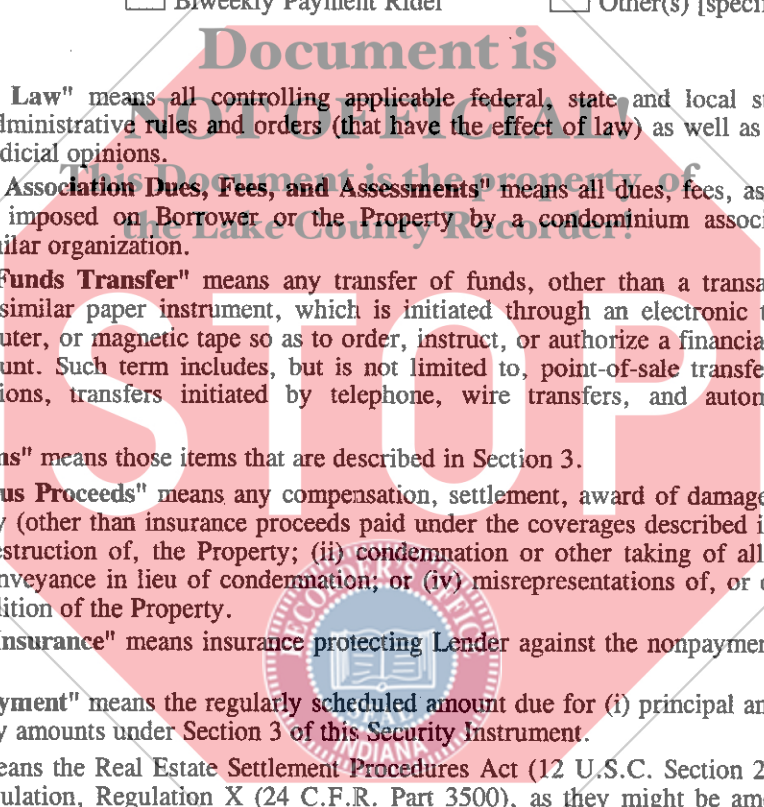 Biweekly Payment Rider Other(s) [specif
Document is
Law" means all controlling applicable federal, state and local st
dministrative rules and orders (that have the effect of law) as well as
dicial opinions.
NOT OFFICIAL!
Association Dues, Fees, and Assessments" means all dues, fees, as
imposed on Borrower or the Property by a condominium associ
ilar organization.
This Document is the property of
the Lake County Recorder!
Funds Transfer" means any transfer of funds, other than a transa
similar paper instrument, which is initiated through an electronic t
uter, or magnetic tape so as to order, instruct, or authorize a financia
unt. Such term includes, but is not limited to, point-of-sale transfe
ions, transfers initiated by telephone, wire transfers, and autom
STOP
ns" means those items that are described in Section 3.
us Proceeds" means any compensation, settlement, award of damage
y (other than insurance proceeds paid under the coverages described i
estruction of, the Property; (ii) condemnation or other taking of all
nveyance in lieu of condemnation; or (iv) misrepresentations of, or o
lition of the Property.
Insurance" means insurance protecting Lender against the nonpaymen
yment" means the regularly scheduled amount due for (i) principal an
y amounts under Section 3 of this Security Instrument.
RECORDER'S OFFICE
SEAL
INDIANA
eans the Real Estate Settlement Procedures Act (12 U.S.C. Section 2
ulation, Regulation X (24 C.F.R. Part 3500), as they might be ame